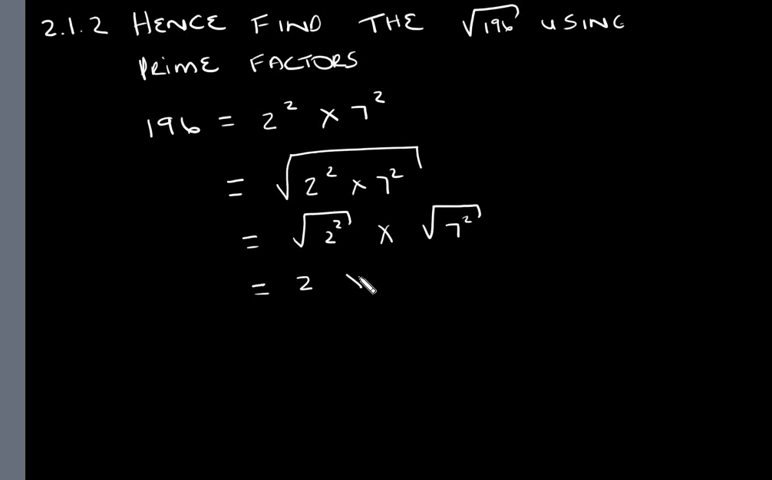 2.1.2 HENCE FIND THE √196 USING
PRIME FACTORS
196 = 2² × 7²
= √2² × 7²
= √2² × √7²
= 2